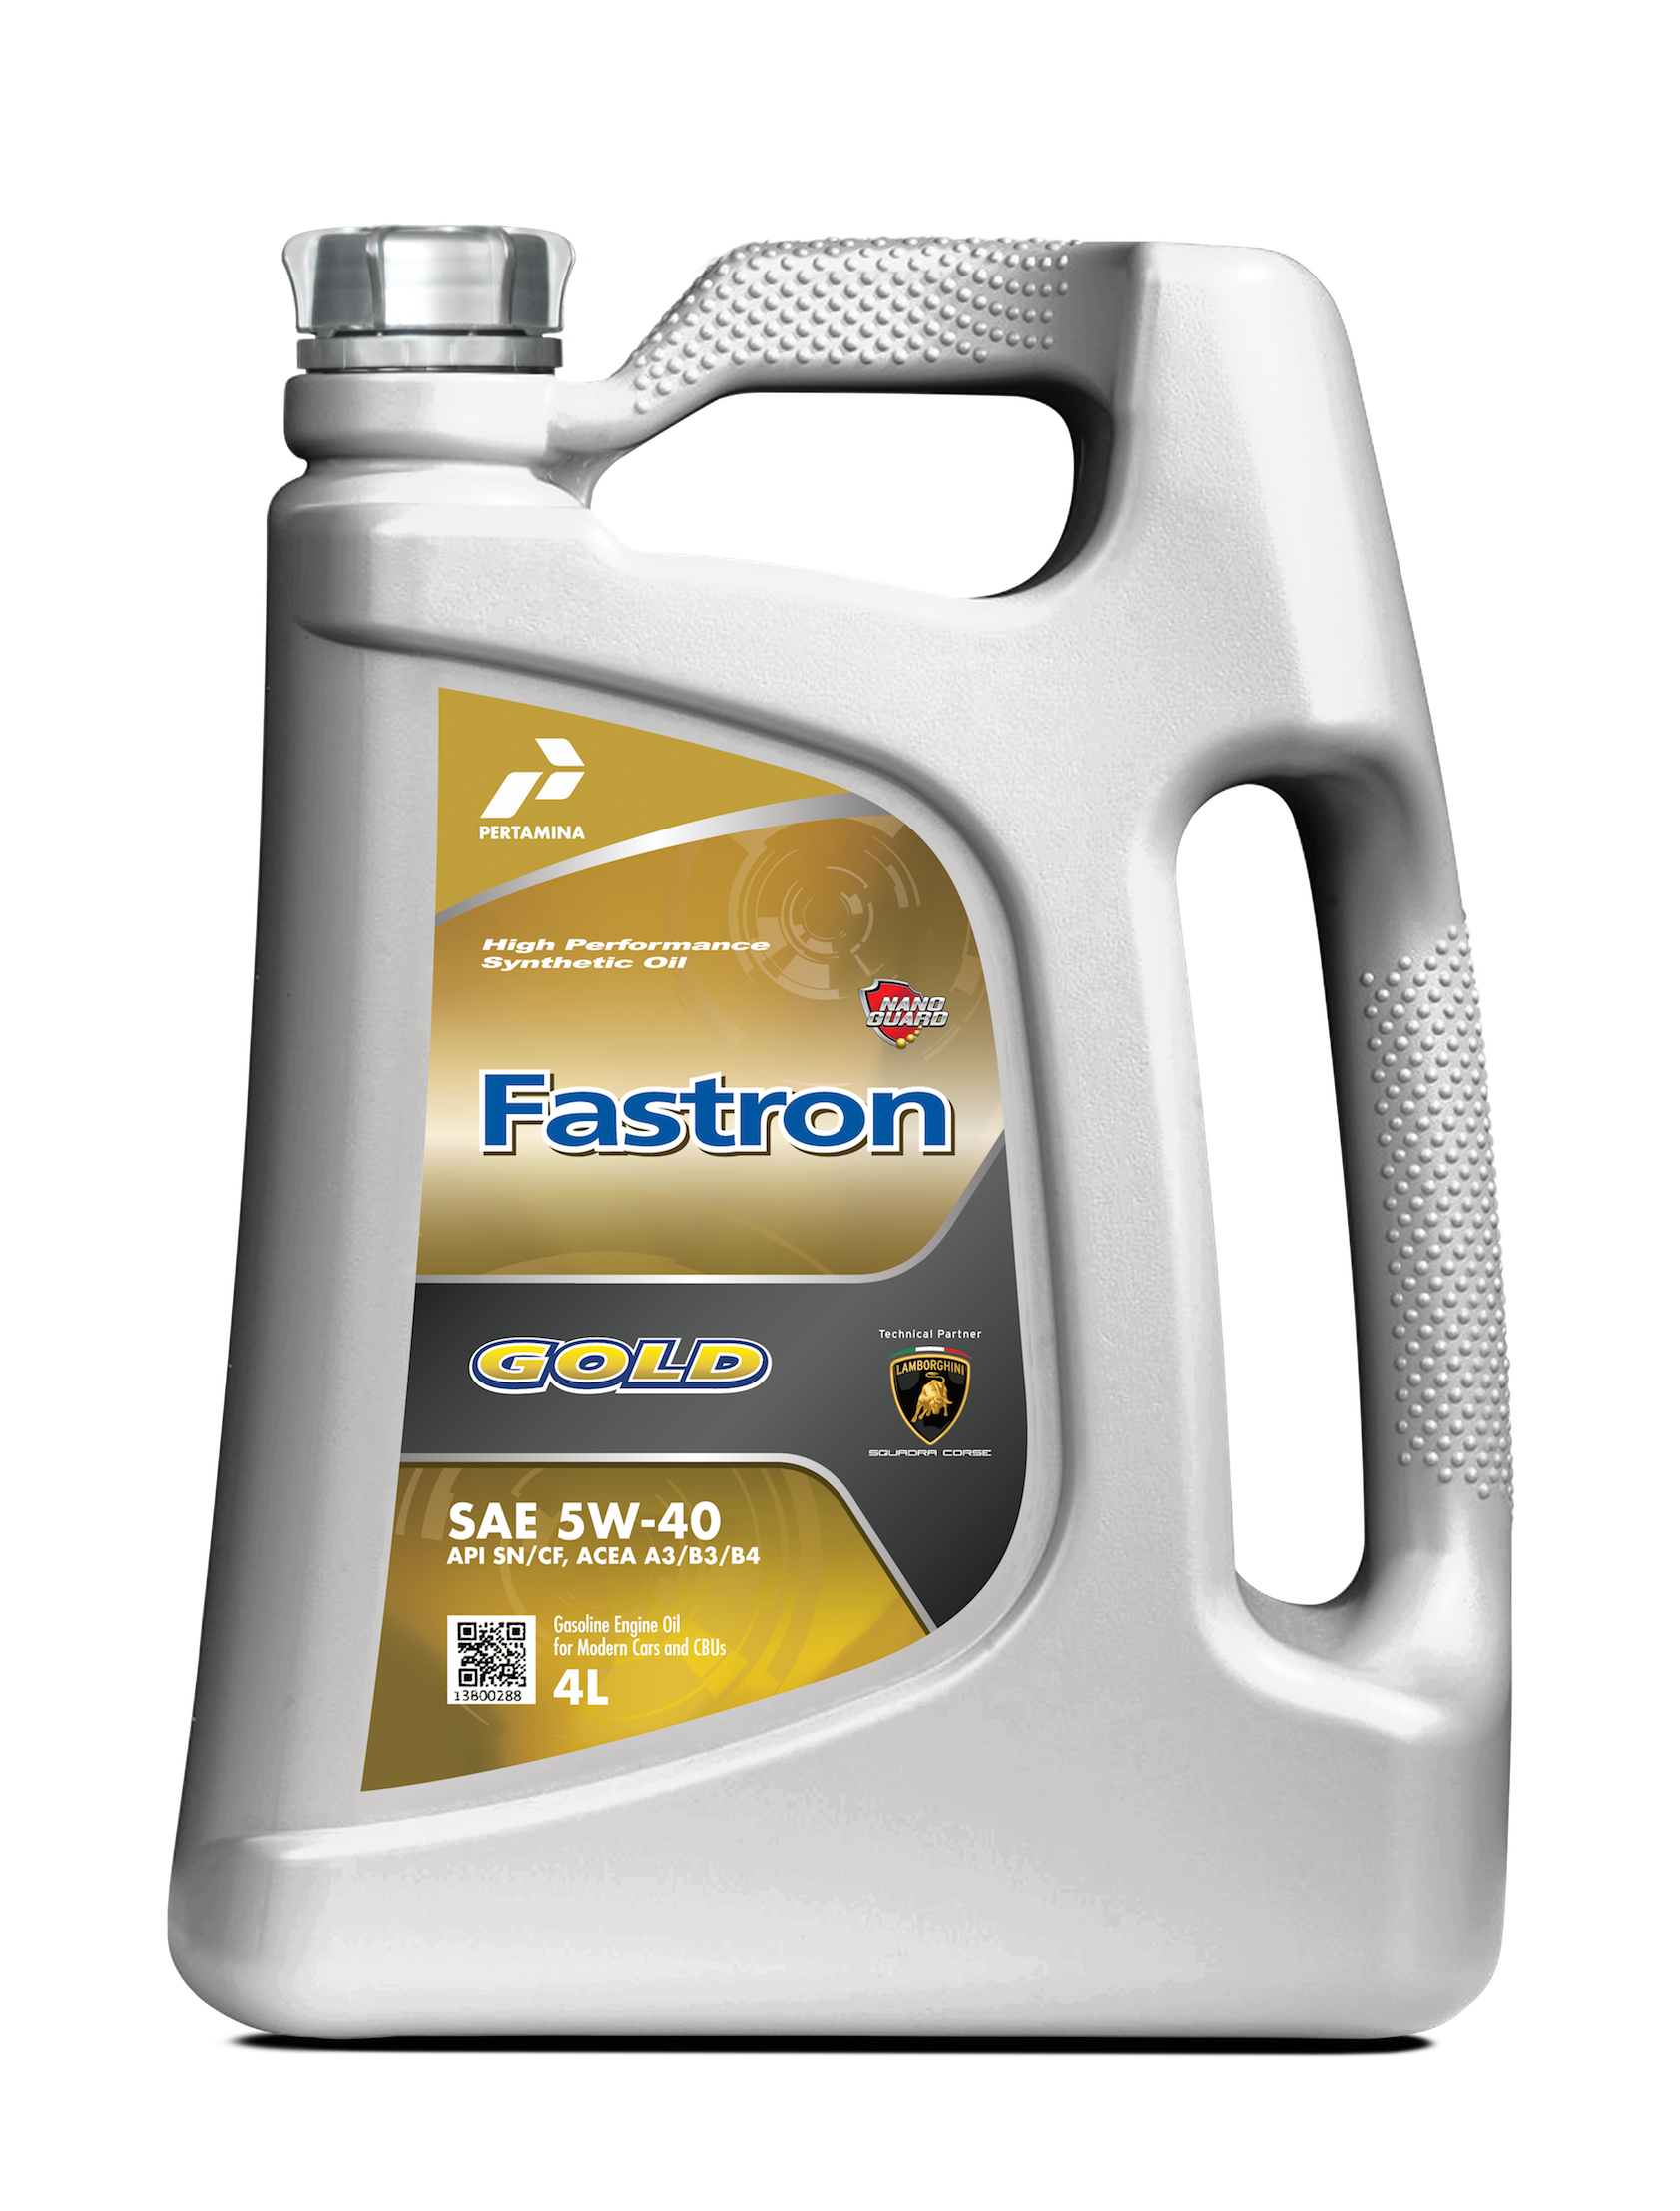 PERTAMINA
High Performance
Synthetic Oil
NANO
GUARD
Fastron
GOLD
Technical Partner
LAMBORGHINI
SQUADRA CORSE
SAE 5W-40
API SN/CF, ACEA A3/B3/B4
Gasoline Engine Oil
for Modern Cars and CBUs
4L
13B00288